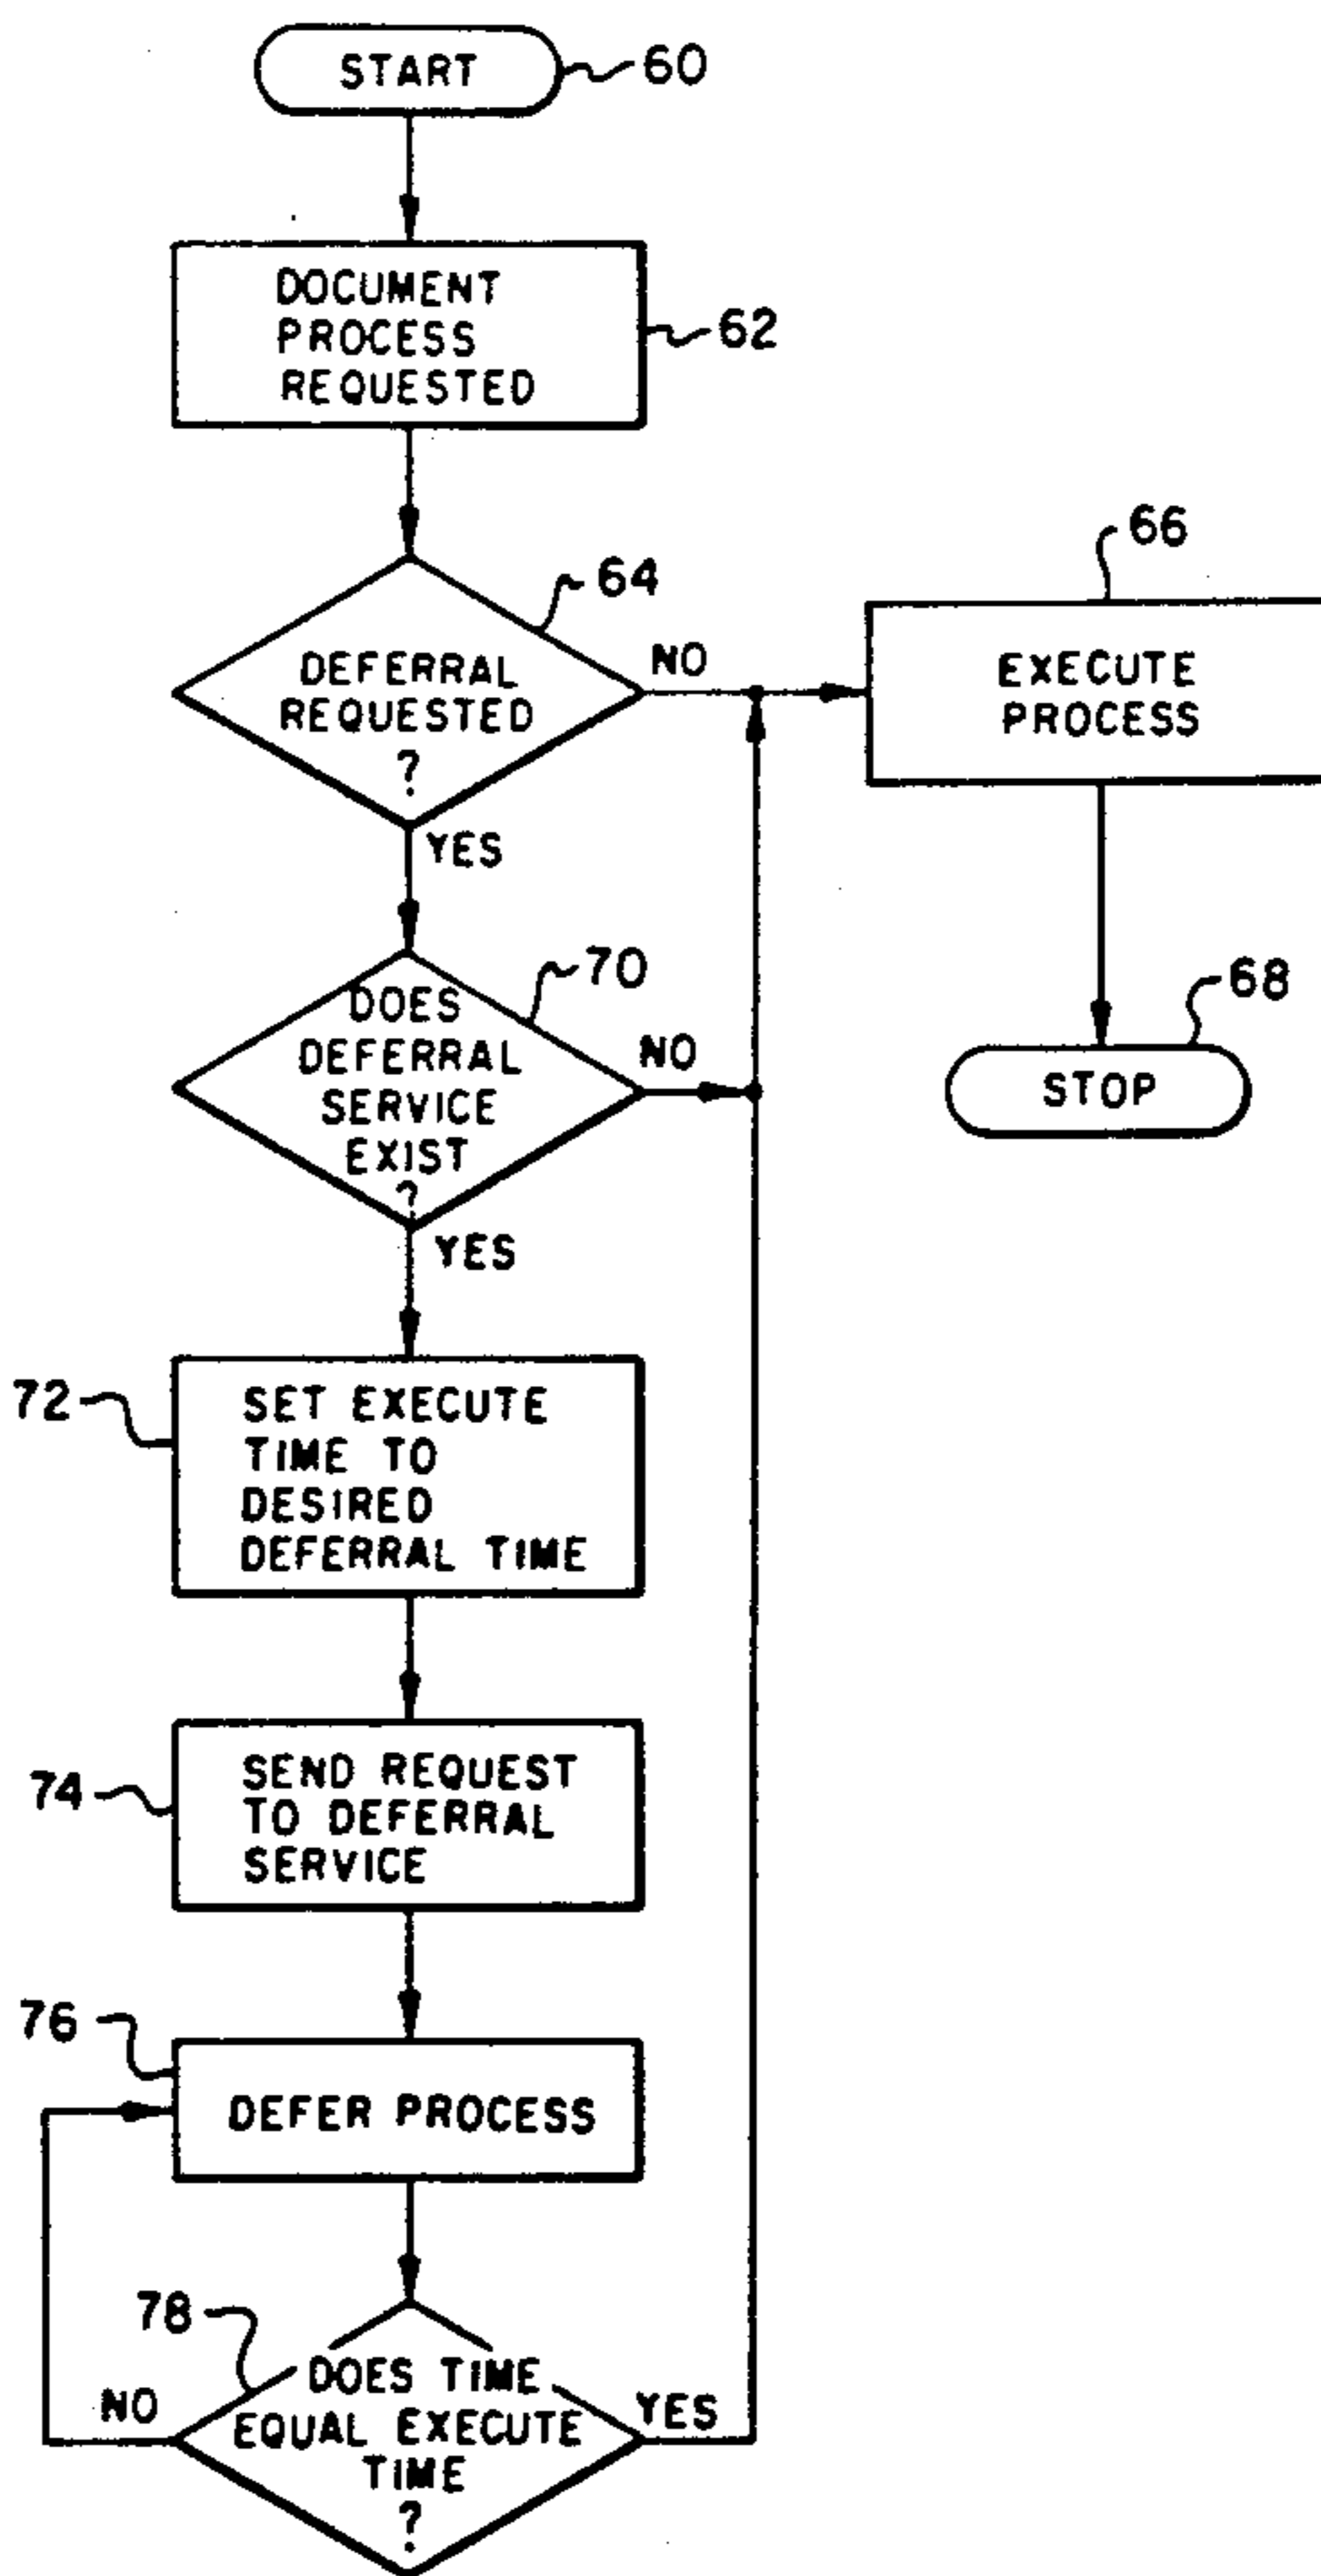 START
60
DOCUMENT
PROCESS
REQUESTED
62
64
DEFERRAL
REQUESTED
?
NO
YES
66
EXECUTE
PROCESS
68
STOP
70
DOES
DEFERRAL
SERVICE
EXIST
?
NO
YES
72
SET EXECUTE
TIME TO
DESIRED
DEFERRAL TIME
74
SEND REQUEST
TO DEFERRAL
SERVICE
76
DEFER PROCESS
78
DOES TIME
EQUAL EXECUTE
TIME
?
NO
YES